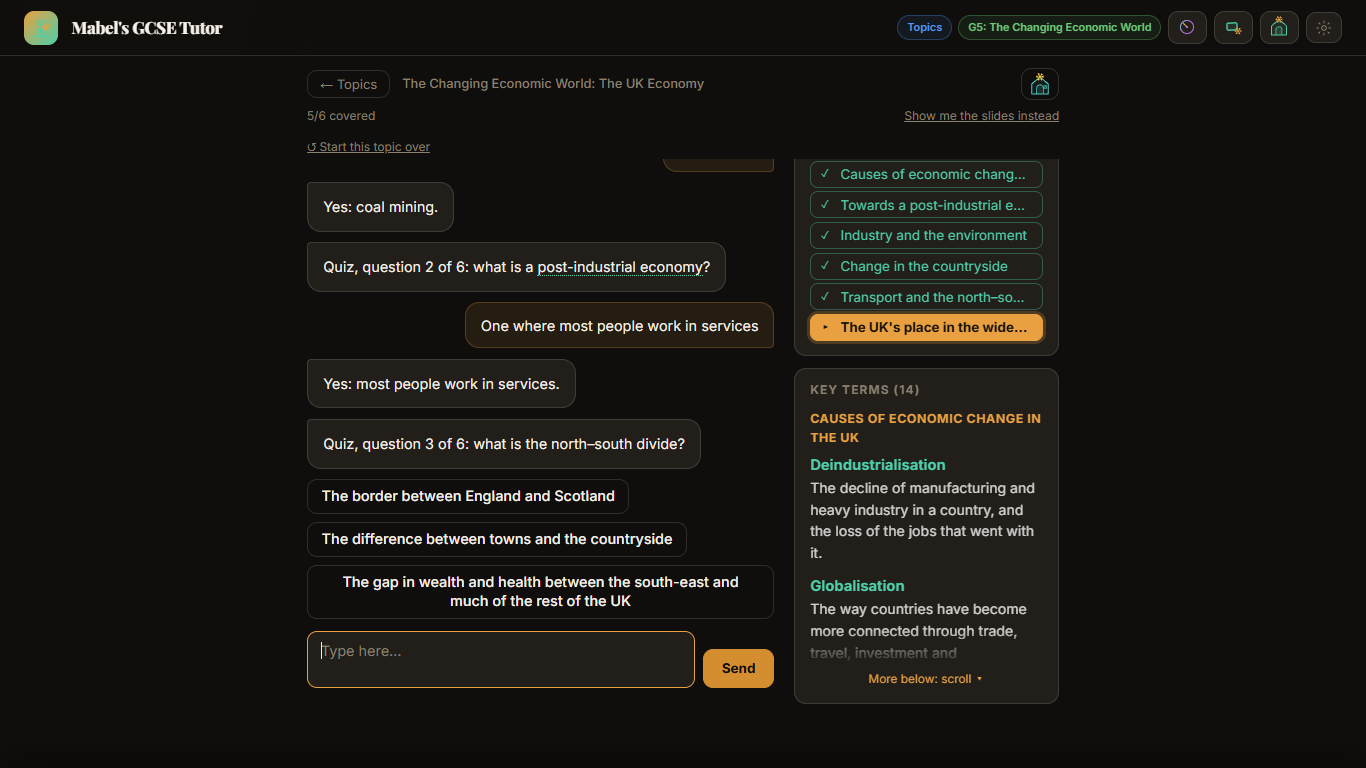 Mabel's GCSE Tutor
Topics
G5: The Changing Economic World
← Topics
The Changing Economic World: The UK Economy
5/6 covered
Show me the slides instead
↺ Start this topic over
Yes: coal mining.
Quiz, question 2 of 6: what is a post-industrial economy?
One where most people work in services
Yes: most people work in services.
Quiz, question 3 of 6: what is the north–south divide?
The border between England and Scotland
The difference between towns and the countryside
The gap in wealth and health between the south-east and
much of the rest of the UK
Type here...
Send
✓ Causes of economic chang...
✓ Towards a post-industrial e...
✓ Industry and the environment
✓ Change in the countryside
✓ Transport and the north–so...
▸ The UK's place in the wide...
KEY TERMS (14)
CAUSES OF ECONOMIC CHANGE IN
THE UK
Deindustrialisation
The decline of manufacturing and
heavy industry in a country, and
the loss of the jobs that went with
it.
Globalisation
The way countries have become
more connected through trade,
travel, investment and
More below: scroll ▾